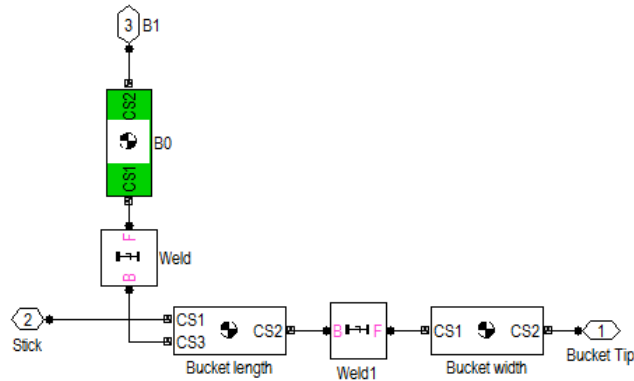 3 B1
CS2
B0
CS1
F
Weld
B
2
CS1
CS3
CS2
B F
CS1 CS2
1
Stick
Bucket length
Weld1
Bucket width
Bucket Tip